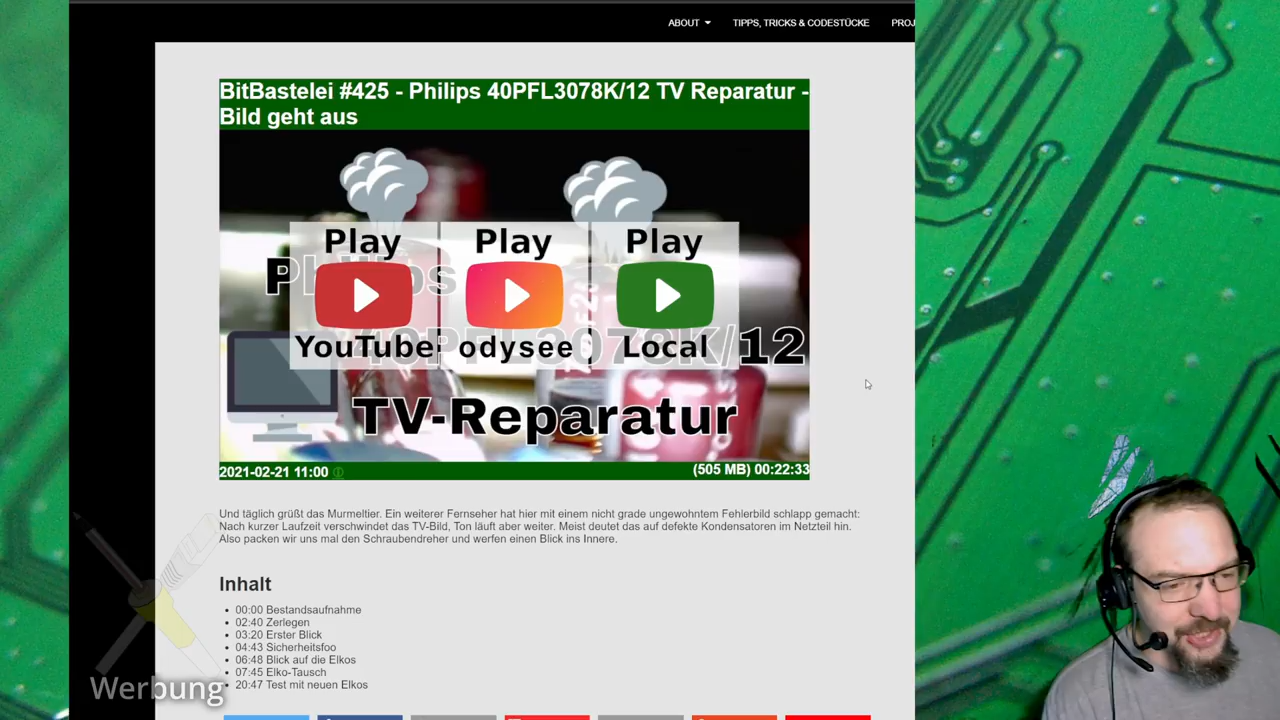 ABOUT TIPPS, TRICKS & CODESTÜCKE PROJ
BitBastelei #425 - Philips 40PFL3078K/12 TV Reparatur -
Bild geht aus
Play Play Play
Philips
40PFL3078K/12
YouTube odysee Local
TV-Reparatur
2021-02-21 11:00 (505 MB) 00:22:33
Und täglich grüßt das Murmeltier. Ein weiterer Fernseher hat hier mit einem nicht grade ungewohntem Fehlerbild schlapp gemacht:
Nach kurzer Laufzeit verschwindet das TV-Bild, Ton läuft aber weiter. Meist deutet das auf defekte Kondensatoren im Netzteil hin.
Also packen wir uns mal den Schraubendreher und werfen einen Blick ins Innere.
Inhalt
00:00 Bestandsaufnahme
02:40 Zerlegen
03:20 Erster Blick
04:43 Sicherheitsfoo
06:48 Blick auf die Elkos
07:45 Elko-Tausch
20:47 Test mit neuen Elkos
Werbung